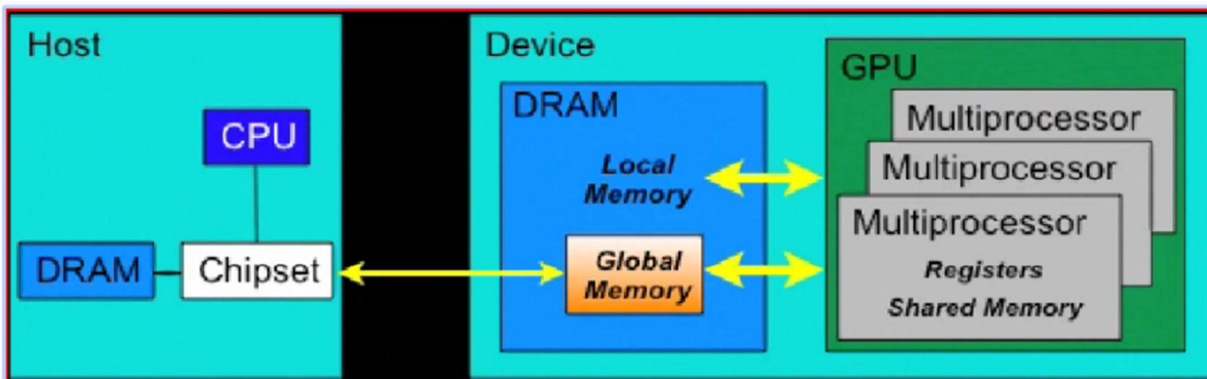 Host
CPU
DRAM
Chipset
Device
DRAM
Local
Memory
Global
Memory
GPU
Multiprocessor
Multiprocessor
Multiprocessor
Registers
Shared Memory